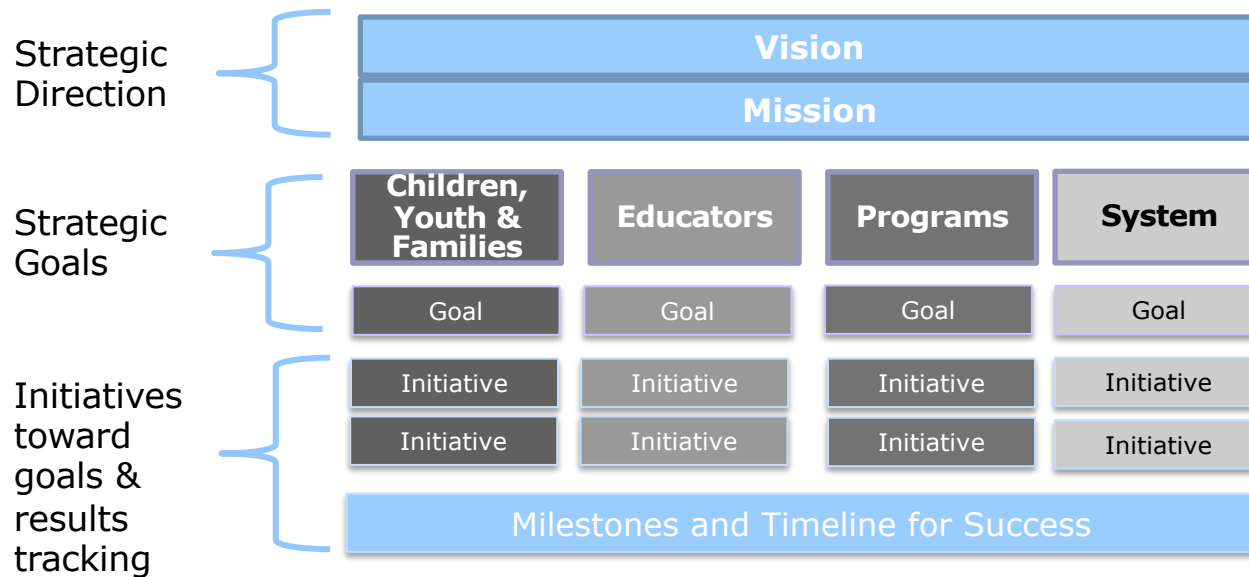 Strategic
Direction
Vision
Mission
Strategic
Goals
Children,
Youth &
Families
Educators
Programs
System
Goal
Goal
Goal
Goal
Initiatives
toward
goals &
results
tracking
Initiative
Initiative
Initiative
Initiative
Initiative
Initiative
Initiative
Initiative
Milestones and Timeline for Success